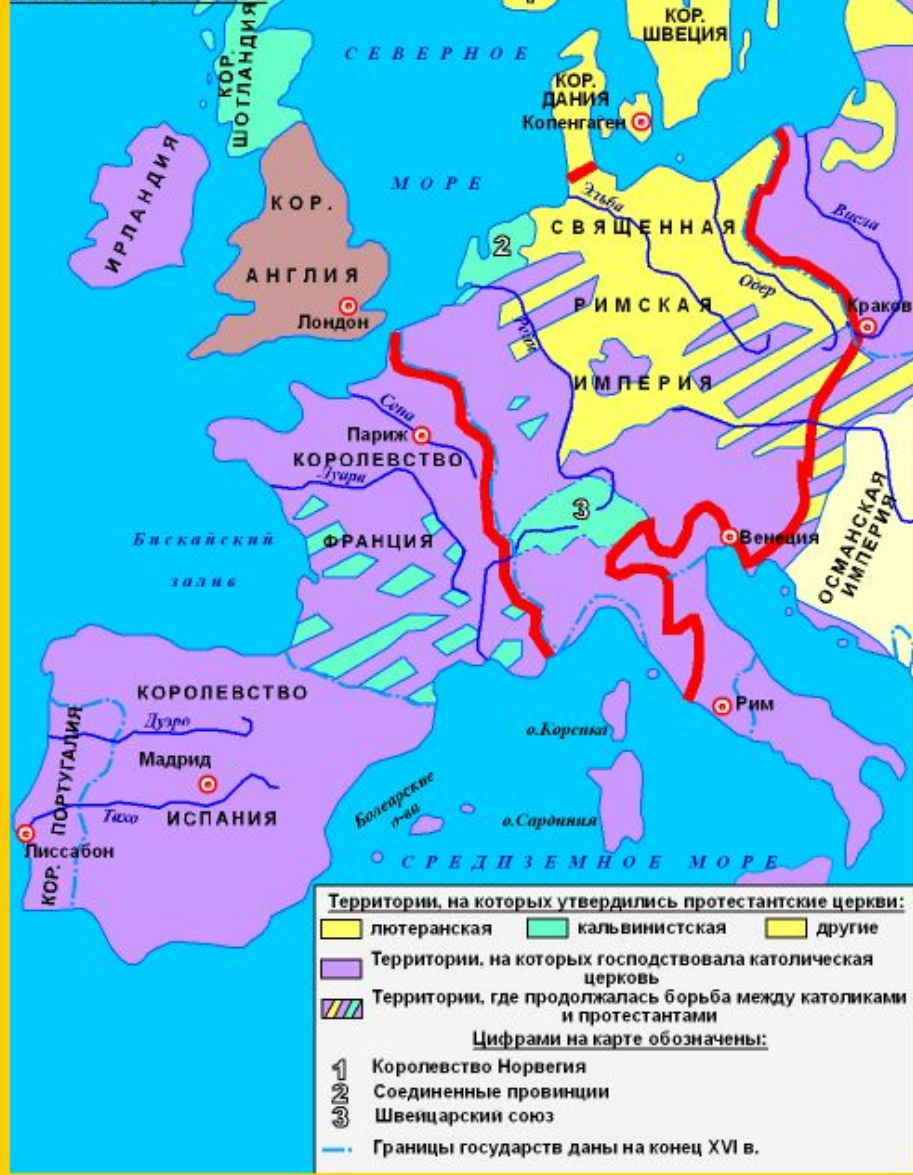 КОР.
ШОТЛАНДИЯ
СЕВЕРНОЕ
МОРЕ
КОР.
ШВЕЦИЯ
КОР.
ДАНИЯ
Копенгаген
ИРЛАНДИЯ
КОР.
АНГЛИЯ
Лондон
2
Эльба
СВЯЩЕННАЯ
РИМСКАЯ
ИМПЕРИЯ
Одер
Висла
Краков
Рейн
Сена
Париж
КОРОЛЕВСТВО
Луара
ФРАНЦИЯ
3
Бискайский
залив
Венеция
ОСМАНСКАЯ
ИМПЕРИЯ
КОРОЛЕВСТВО
Дуэро
Мадрид
Тахо
ИСПАНИЯ
КОР. ПОРТУГАЛИЯ
Лиссабон
о.Корсика
Рим
Болеарские
о-ва
о.Сардиния
СРЕДИЗЕМНОЕ МОРЕ
Территории, на которых утвердились протестантские церкви:
лютеранская кальвинистская другие
Территории, на которых господствовала католическая
церковь
Территории, где продолжалась борьба между католиками
и протестантами
Цифрами на карте обозначены:
1 Королевство Норвегия
2 Соединенные провинции
3 Швейцарский союз
Границы государств даны на конец XVI в.